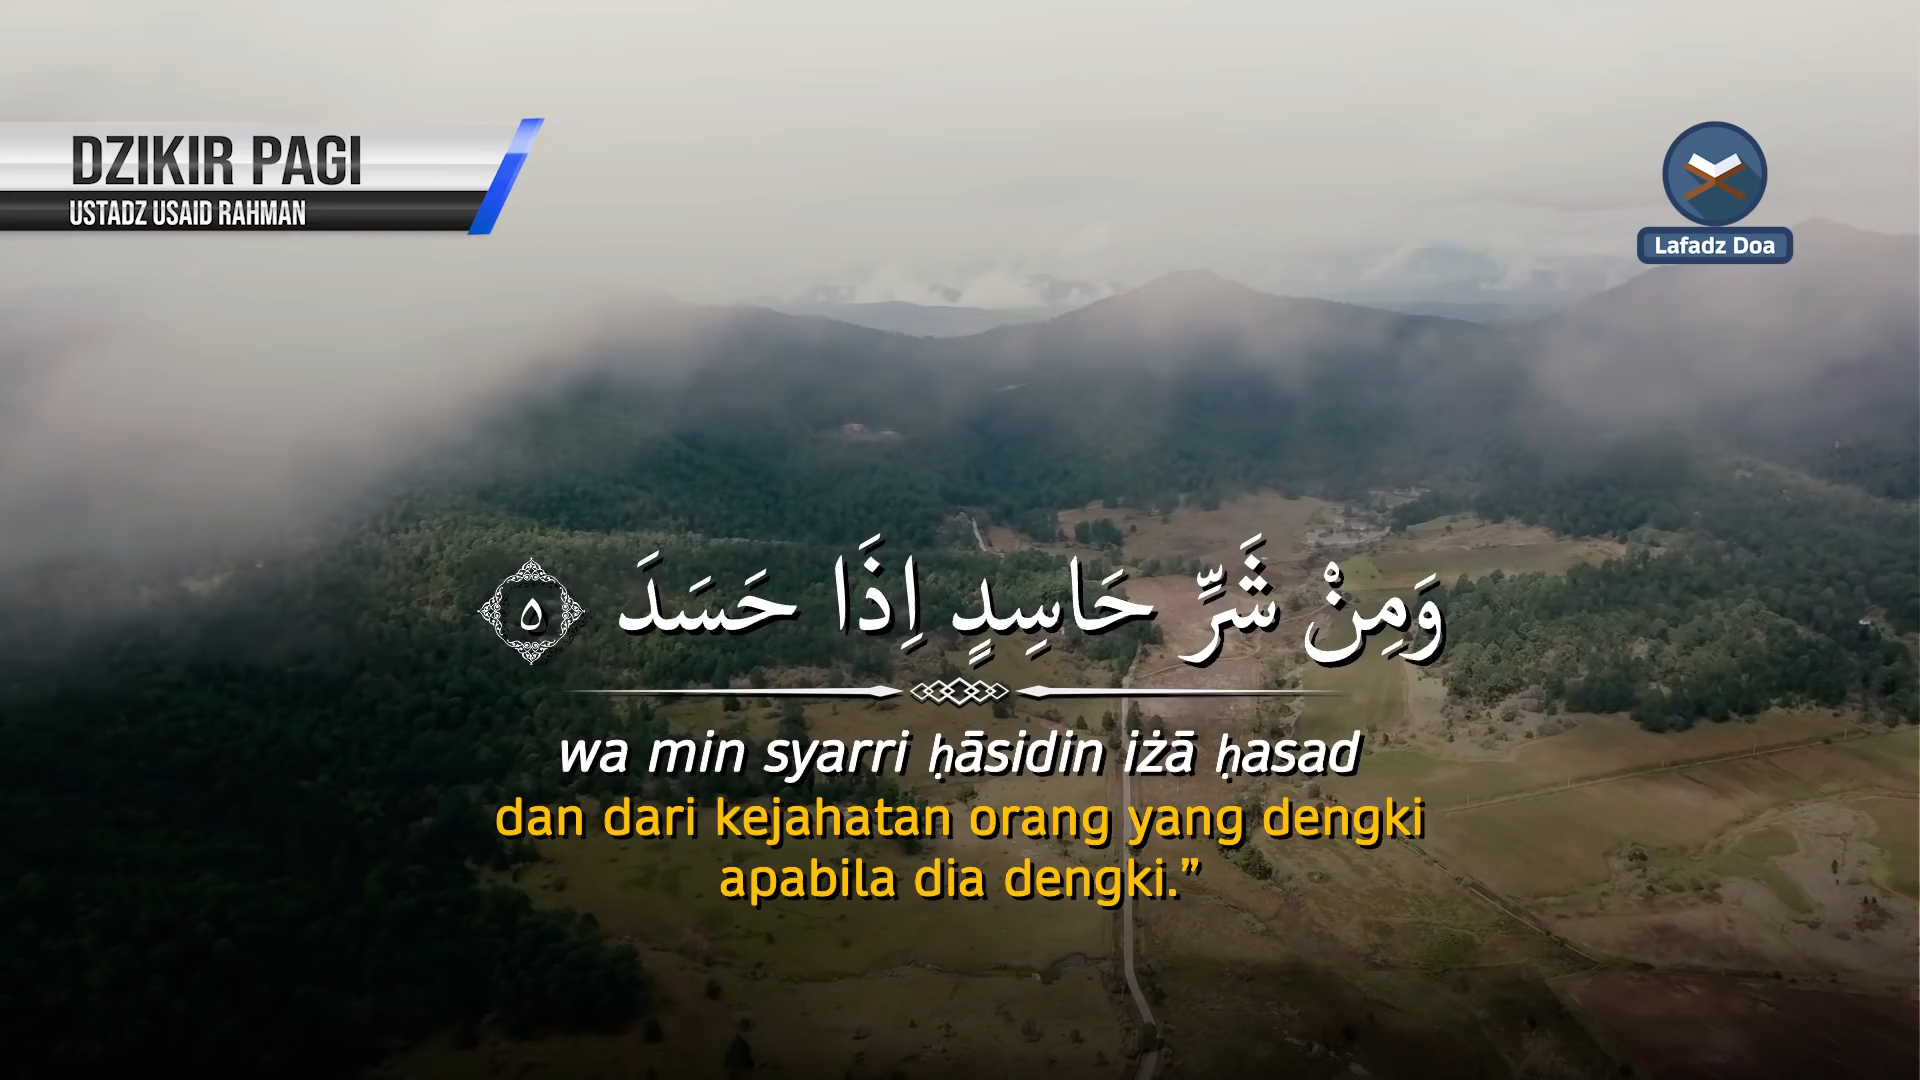 DZIKIR PAGI
USTADZ USAID RAHMAN
Lafadz Doa
وَمِنْ شَرِّ حَاسِدٍ اِذَا حَسَدَ ٥
wa min syarri ḥāsidin iżā ḥasad
dan dari kejahatan orang yang dengki
apabila dia dengki.”